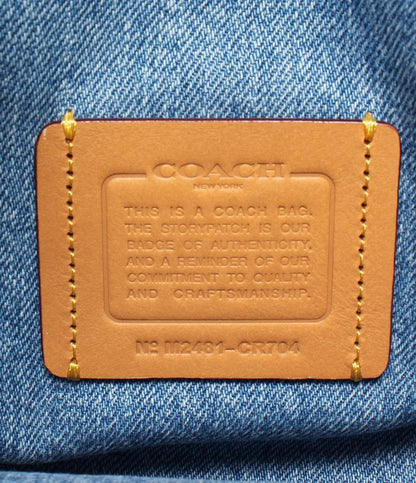 COACH
NEW YORK
THIS IS A COACH BAG.
THE STORYPATCH IS OUR
BADGE OF AUTHENTICITY,
AND A REMINDER OF OUR
COMMITMENT TO QUALITY
AND CRAFTSMANSHIP.
Nº M2481-CR704